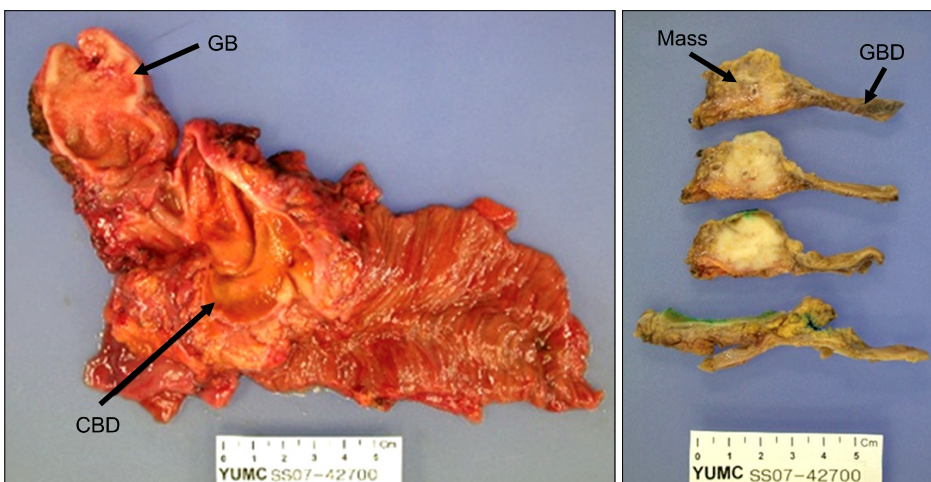 GB
CBD
0 1 2 3 4 5 Cm
YUMC SS07-42700
Mass
GBD
0 1 2 3 4 5 Cm
YUMC SS07-42700